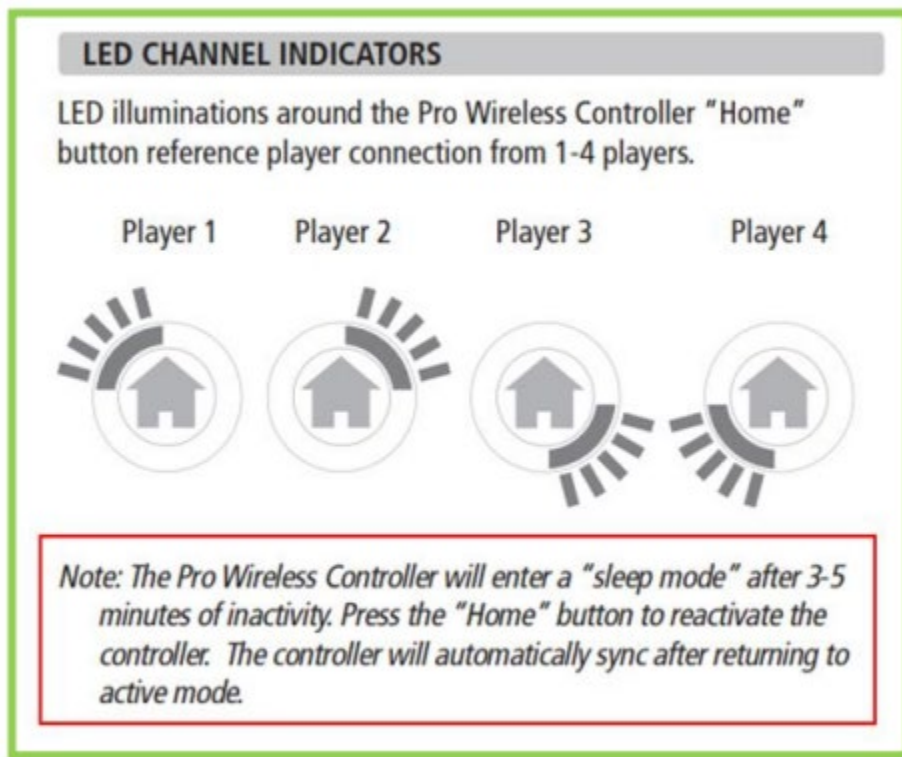 LED CHANNEL INDICATORS
LED illuminations around the Pro Wireless Controller "Home"
button reference player connection from 1-4 players.
Player 1 Player 2 Player 3 Player 4
Note: The Pro Wireless Controller will enter a "sleep mode" after 3-5
minutes of inactivity. Press the "Home" button to reactivate the
controller. The controller will automatically sync after returning to
active mode.